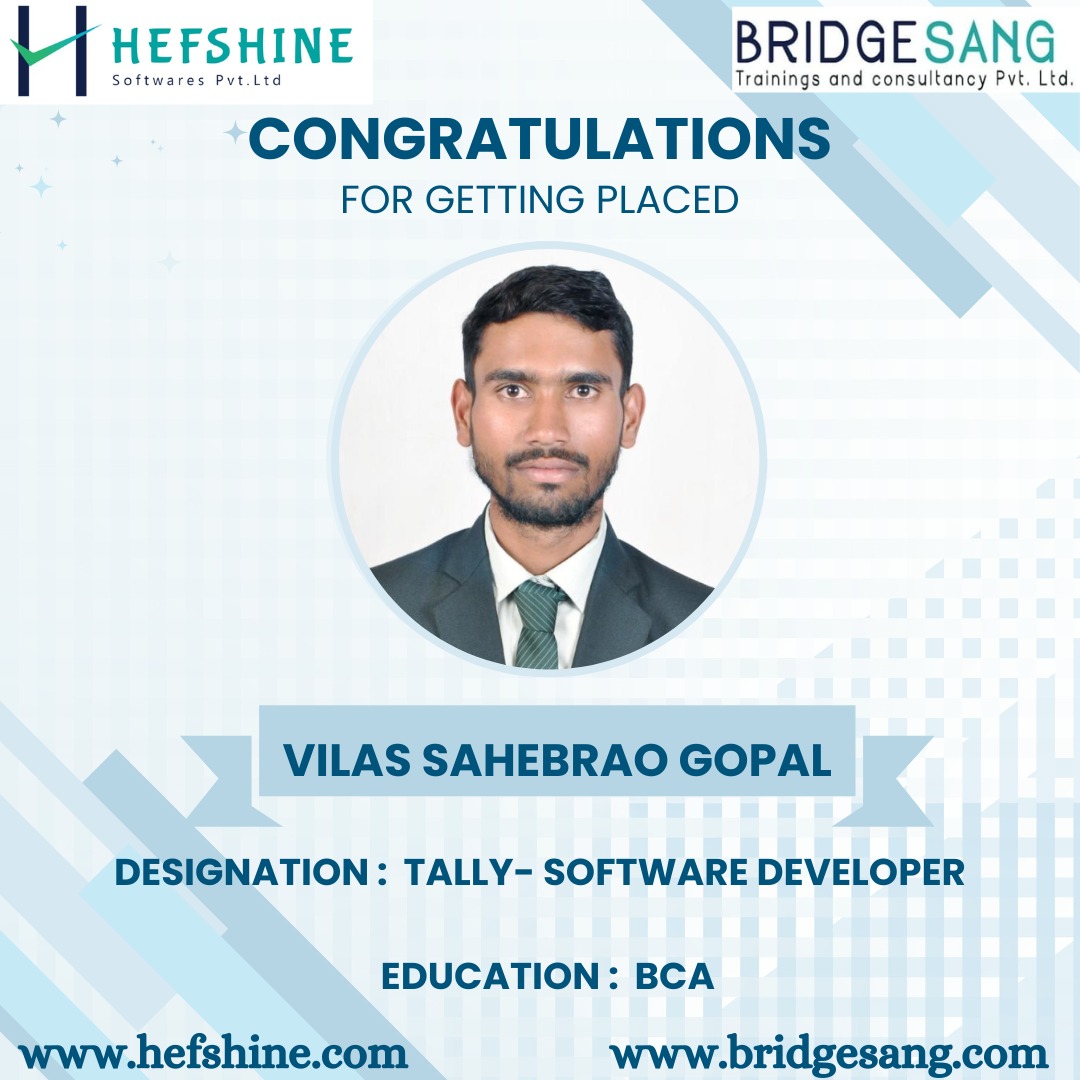 HEFSHINE
Softwares Pvt.Ltd
BRIDGESANG
Trainings and consultancy Pvt. Ltd.
CONGRATULATIONS
FOR GETTING PLACED
VILAS SAHEBRAO GOPAL
DESIGNATION : TALLY- SOFTWARE DEVELOPER
EDUCATION : BCA
www.hefshine.com
www.bridgesang.com